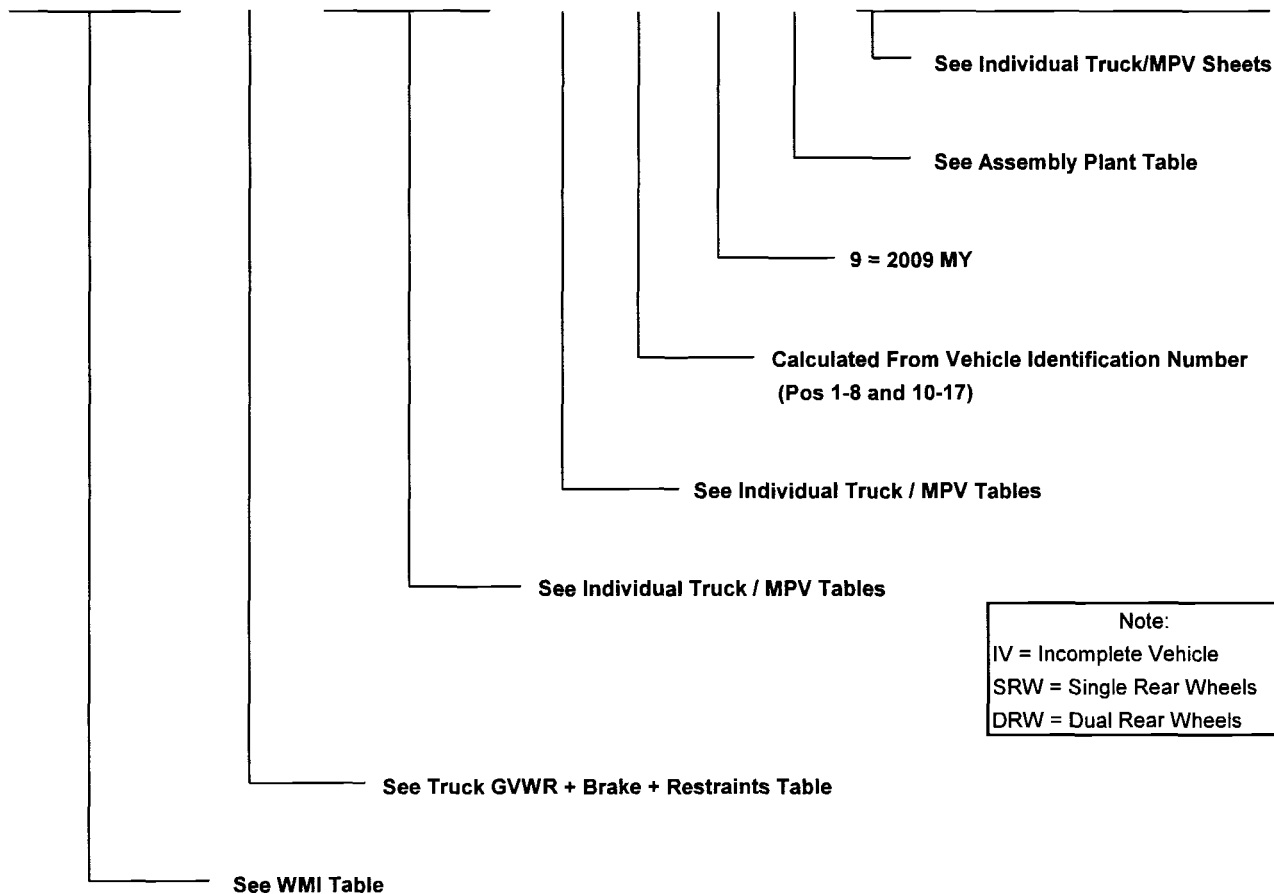 See Individual Truck/MPV Sheets
See Assembly Plant Table
9 = 2009 MY
Calculated From Vehicle Identification Number
(Pos 1-8 and 10-17)
See Individual Truck / MPV Tables
See Individual Truck / MPV Tables
Note:
IV = Incomplete Vehicle
SRW = Single Rear Wheels
DRW = Dual Rear Wheels
See Truck GVWR + Brake + Restraints Table
See WMI Table